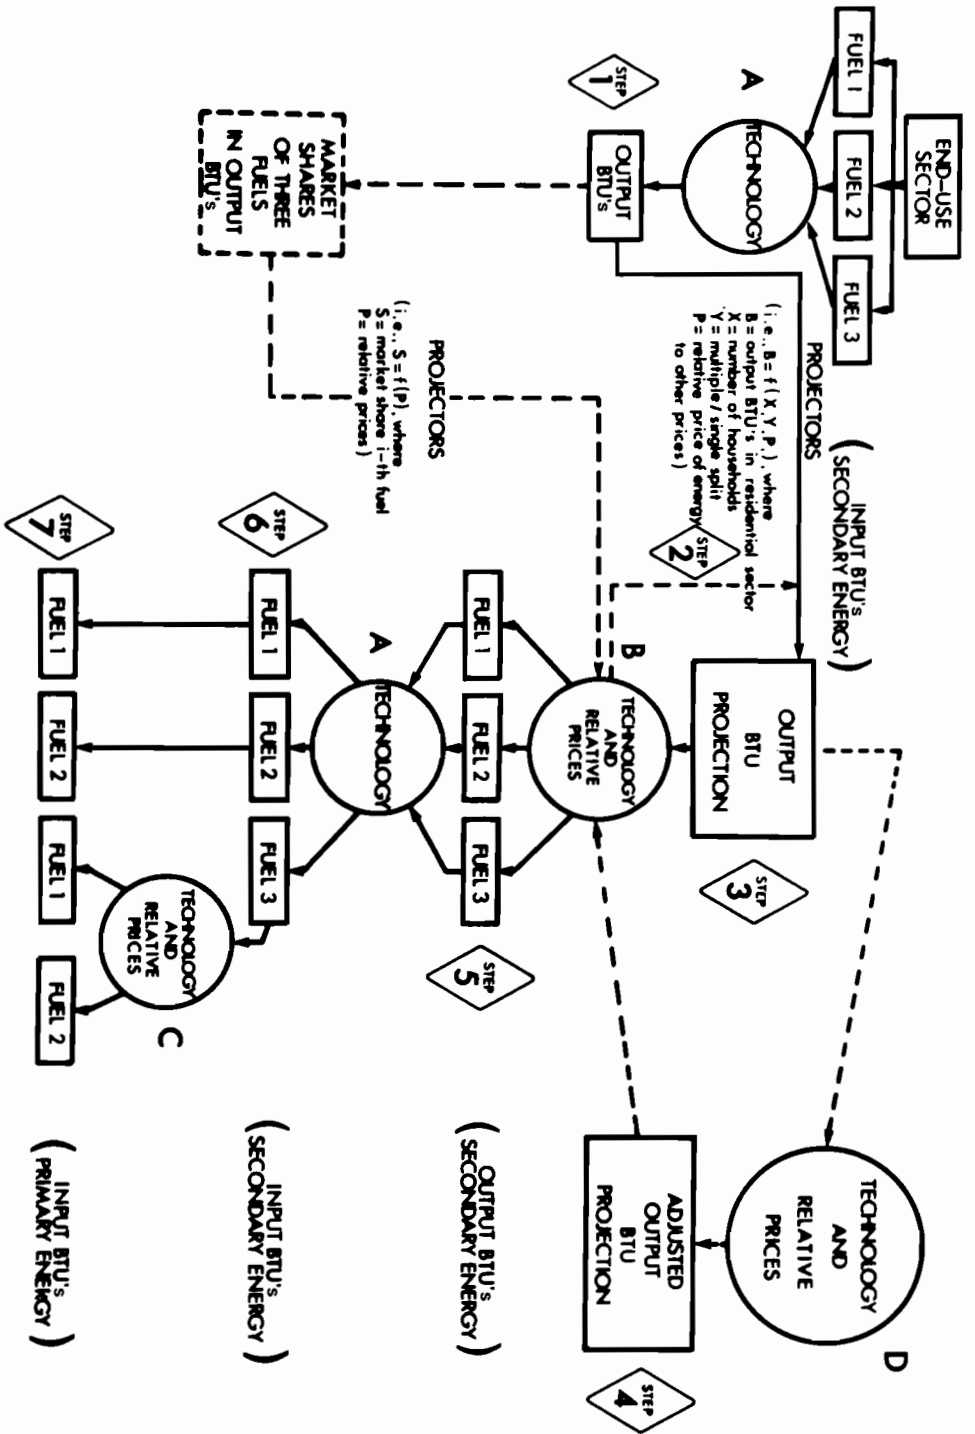 END-USE
SECTOR
FUEL 1
FUEL 2
FUEL 3
A
TECHNOLOGY
STEP
1
OUTPUT
BTU's
MARKET
SHARES
OF THREE
FUELS
IN OUTPUT
BTU's
(INPUT BTU's
SECONDARY ENERGY)
PROJECTORS
(i.e., B = f(X,Y,P,), where
B = output BTU's in residential sector
X = number of households
Y = multiple/single split
P = relative price of energy
to other prices)
STEP
2
PROJECTORS
(i.e., S = f(P), where
S = market share i-th fuel
P = relative prices)
OUTPUT
BTU
PROJECTION
STEP
3
TECHNOLOGY
AND
RELATIVE
PRICES
D
ADJUSTED
OUTPUT
BTU
PROJECTION
STEP
4
B
TECHNOLOGY
AND
RELATIVE
PRICES
FUEL 1
FUEL 2
FUEL 3
STEP
5
(OUTPUT BTU's
SECONDARY ENERGY)
A
TECHNOLOGY
STEP
6
FUEL 1
FUEL 2
FUEL 3
(INPUT BTU's
SECONDARY ENERGY)
TECHNOLOGY
AND
RELATIVE
PRICES
C
STEP
7
FUEL 1
FUEL 2
FUEL 1
FUEL 2
(INPUT BTU's
PRIMARY ENERGY)